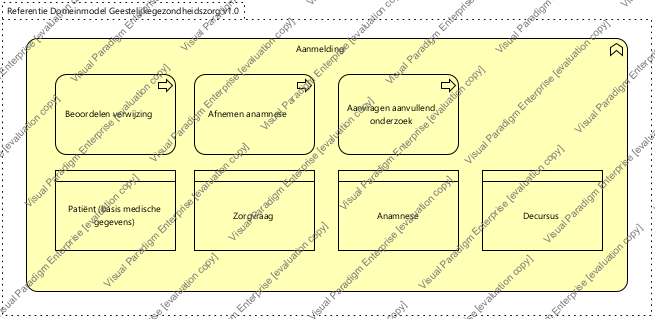 Referentie Domeinmodel Geestelijkegezondheidszorg v1.0
Aanmelding
Beoordelen verwijzing
Afnemen anamnese
Aanvragen aanvullend
onderzoek
Patiënt (basis medische
gegevens)
Zorgvraag
Anamnese
Decursus
Visual Paradigm Enterprise [evaluation copy]